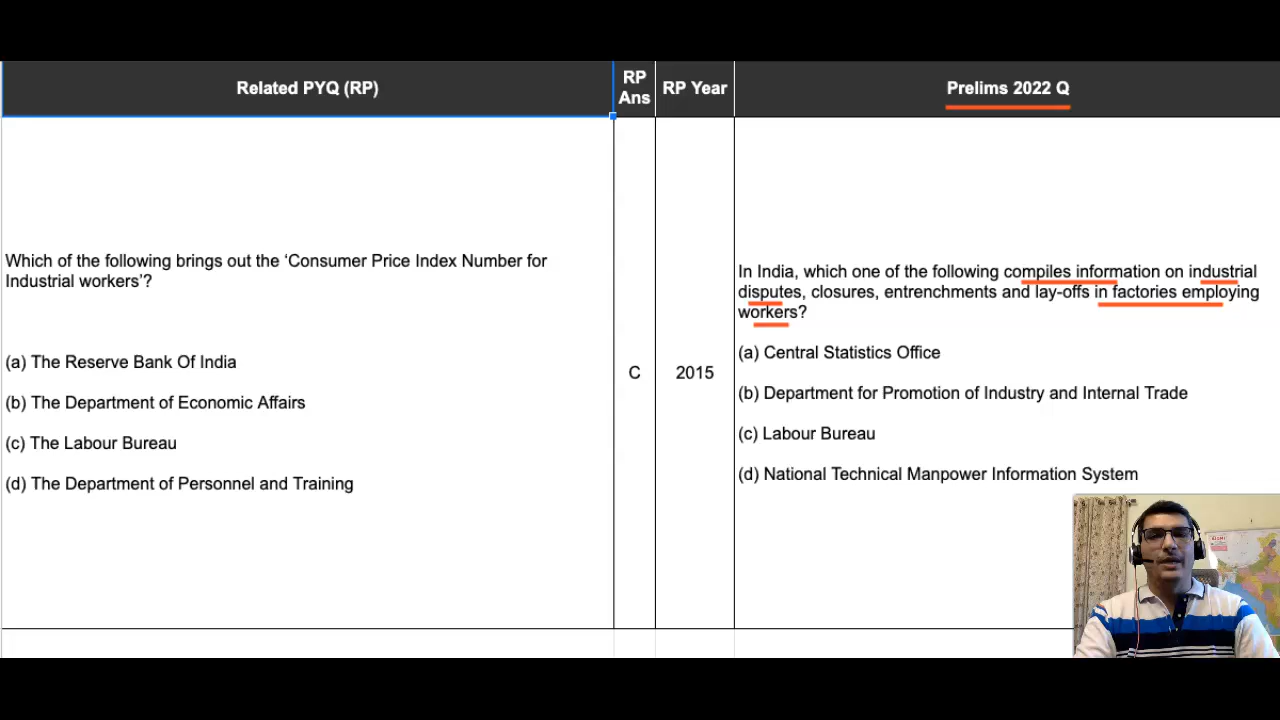 Related PYQ (RP)
RP
Ans
RP Year
Prelims 2022 Q
Which of the following brings out the ‘Consumer Price Index Number for
Industrial workers’?
(a) The Reserve Bank Of India
(b) The Department of Economic Affairs
(c) The Labour Bureau
(d) The Department of Personnel and Training
C
2015
In India, which one of the following compiles information on industrial
disputes, closures, entrenchments and lay-offs in factories employing
workers?
(a) Central Statistics Office
(b) Department for Promotion of Industry and Internal Trade
(c) Labour Bureau
(d) National Technical Manpower Information System